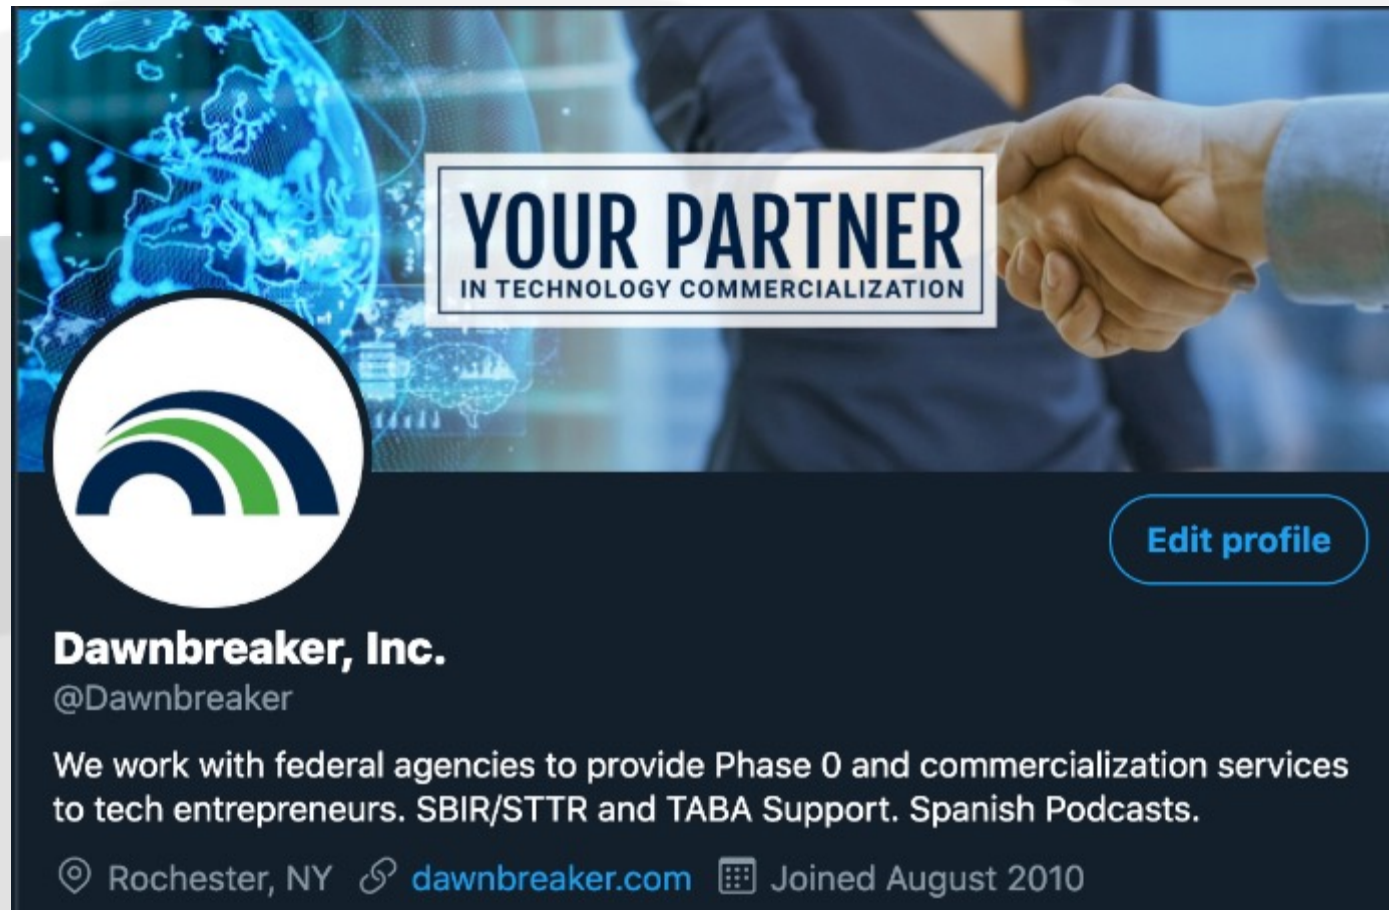 YOUR PARTNER
IN TECHNOLOGY COMMERCIALIZATION
Edit profile
Dawnbreaker, Inc.
@Dawnbreaker
We work with federal agencies to provide Phase 0 and commercialization services
to tech entrepreneurs. SBIR/STTR and TABA Support. Spanish Podcasts.
Rochester, NY dawnbreaker.com Joined August 2010